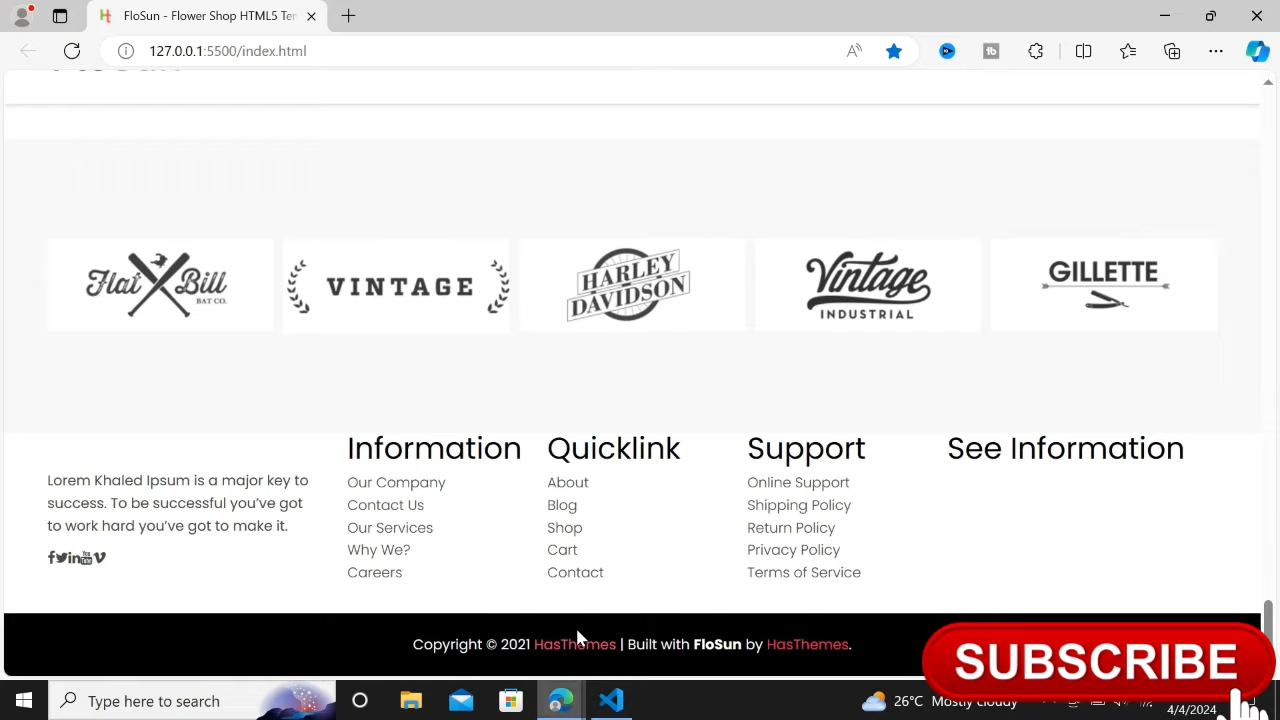 FloSun - Flower Shop HTML5 Te
127.0.0.1:5500/index.html
Flat Bill
BAT CO.
VINTAGE
HARLEY
DAVIDSON
Vintage
INDUSTRIAL
GILLETTE
Information
Quicklink
Support
See Information
Lorem Khaled Ipsum is a major key to
success. To be successful you've got
to work hard you've got to make it.
Our Company
Contact Us
Our Services
Why We?
Careers
About
Blog
Shop
Cart
Contact
Online Support
Shipping Policy
Return Policy
Privacy Policy
Terms of Service
Copyright © 2021 HasThemes | Built with FloSun by HasThemes.
SUBSCRIBE
Type here to search
26°C Mostly cloudy
4/4/2024